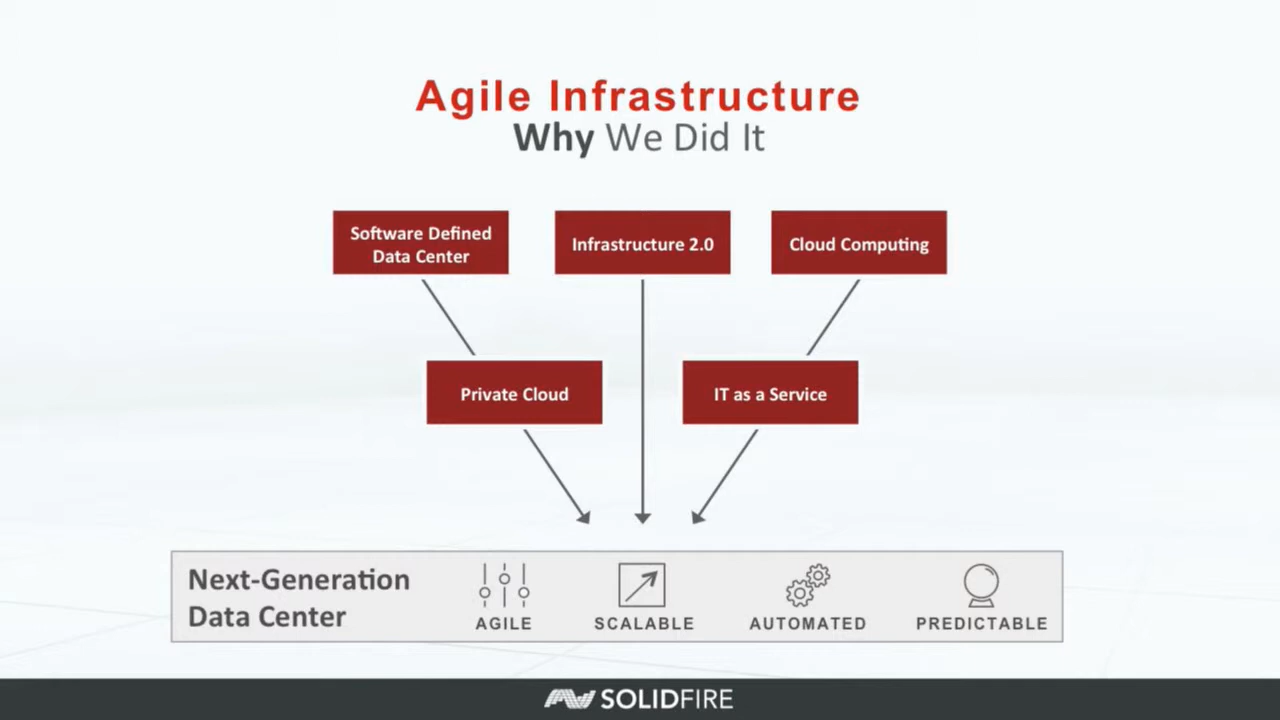 Agile Infrastructure
Why We Did It
Software Defined
Data Center
Infrastructure 2.0
Cloud Computing
Private Cloud
IT as a Service
Next-Generation
Data Center
AGILE
SCALABLE
AUTOMATED
PREDICTABLE
SOLIDFIRE